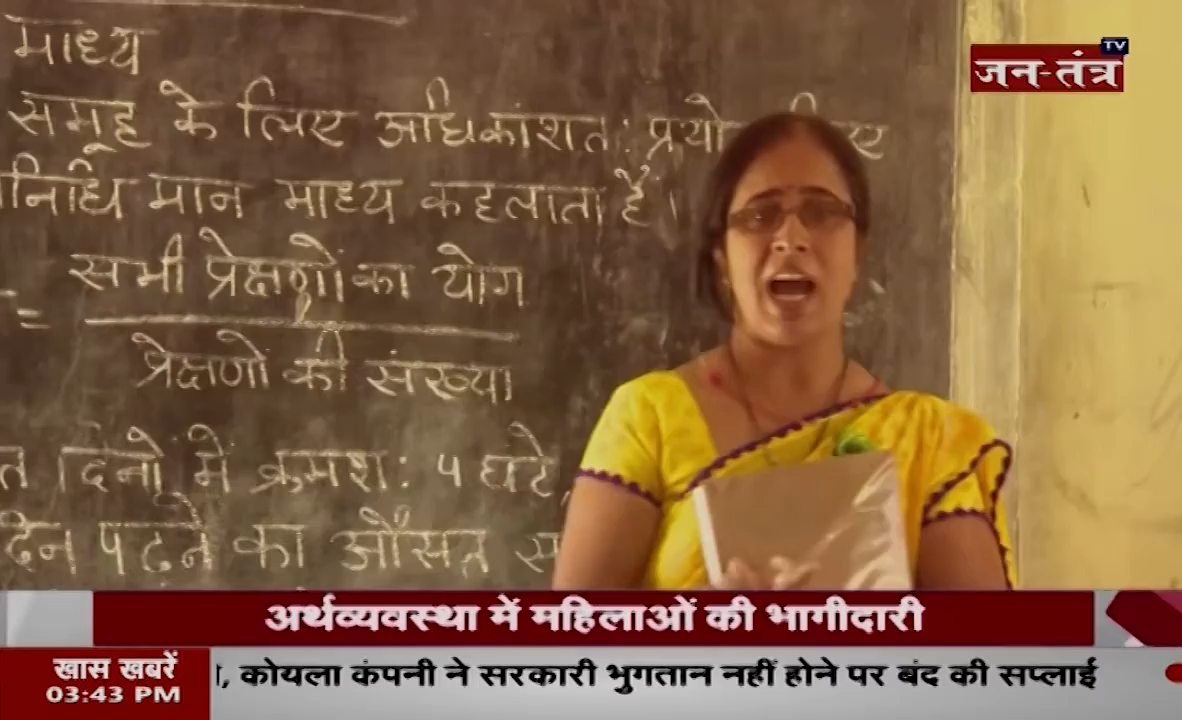 माध्य
समूह के लिए अधिकांशत: प्रयो
निधि मान माध्य कहलाता है।
सभी प्रेक्षणों का योग
=
प्रेक्षणों की संख्या
त दिनों में क्रमश: 5 घंटे,
पढ़ने का औसत
TV
जन-तंत्र
अर्थव्यवस्था में महिलाओं की भागीदारी
खास खबरें
03:43 PM
, कोयला कंपनी ने सरकारी भुगतान नहीं होने पर बंद की सप्लाई